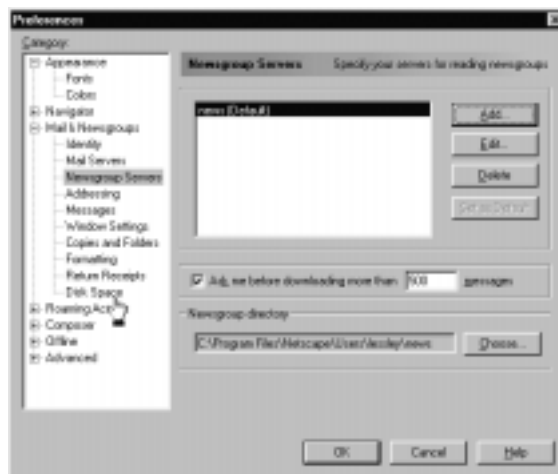 Preferences
Category:
Appearance
Fonts
Colors
Navigator
Mail & Newsgroups
Identity
Mail Servers
Newsgroup Servers
Addressing
Messages
Window Settings
Copies and Folders
Formatting
Return Receipts
Disk Space
Roaming
Composer
Offline
Advanced
Newsgroup Servers Specify your servers for reading newsgroups
news (Default)
Add...
Edit...
Delete
Set as Default
Ask me before downloading more than 500 messages
Newsgroup directory
C:\Program Files\Netscape\Users\lessley\news
Choose...
OK Cancel Help